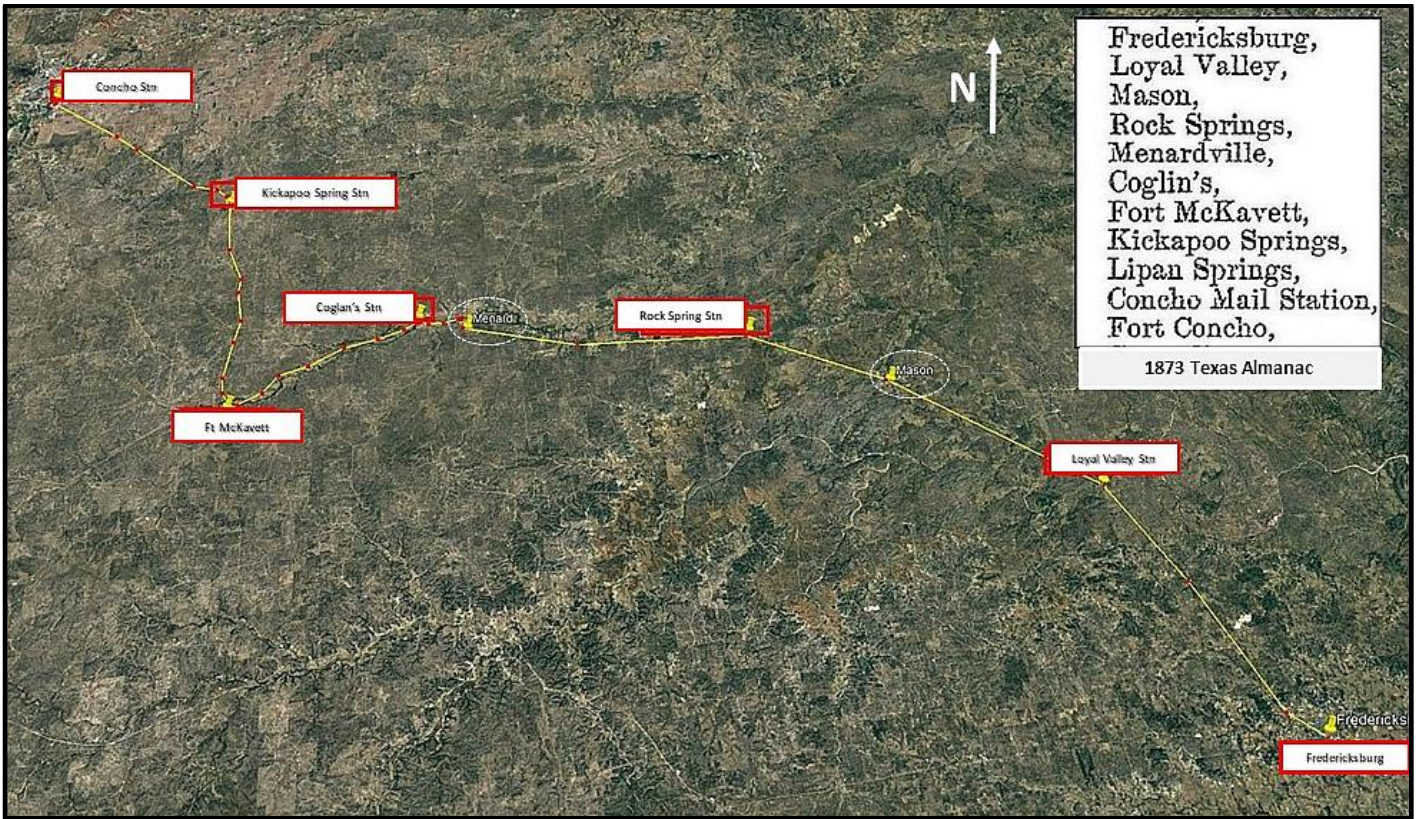 Fredericksburg,
Loyal Valley,
Mason,
Rock Springs,
Menardville,
Coglin's,
Fort McKavett,
Kickapoo Springs,
Lipan Springs,
Concho Mail Station,
Fort Concho,
1873 Texas Almanac
N
Concho Stn
Kickapoo Spring Stn
Coglan's Stn
Menard
Rock Spring Stn
Mason
Ft McKavett
Loyal Valley Stn
Fredericks
Fredericksburg